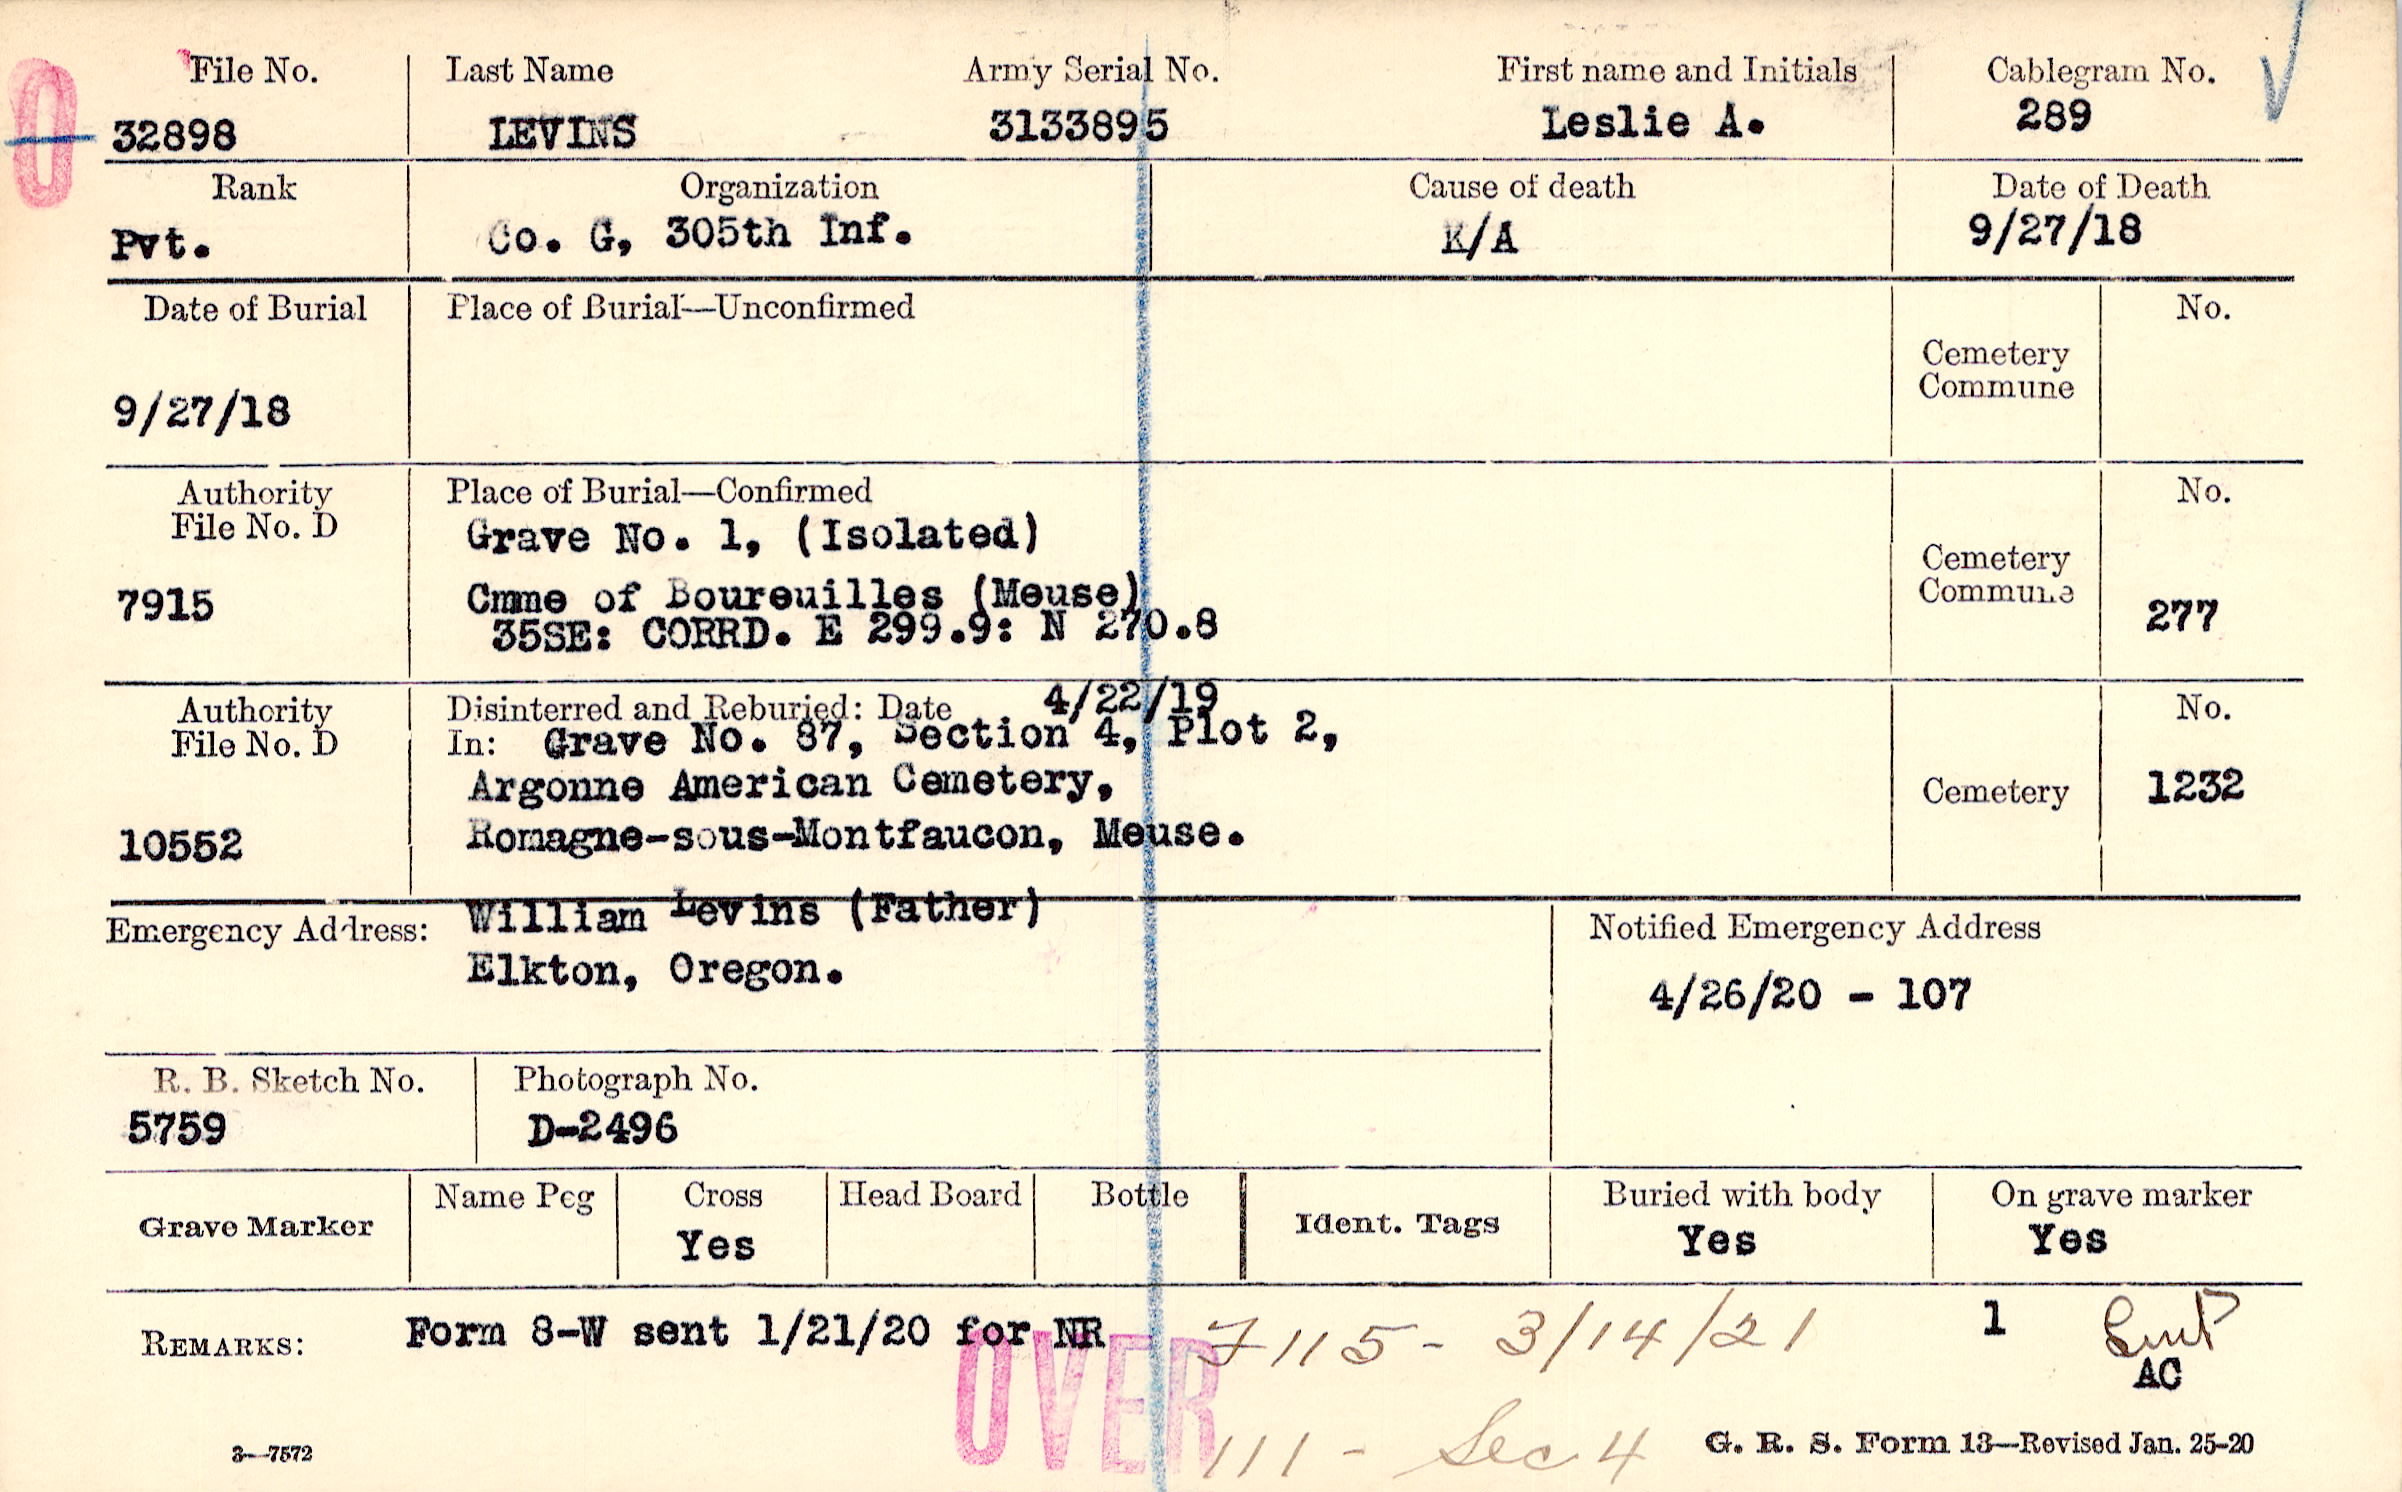 File No. Last Name Army Serial No. First name and Initials Cablegram No.
O 32898 LEVINS 3133895 Leslie A. 289
Rank Organization Cause of death Date of Death
Pvt. Co. G, 305th Inf. K/A 9/27/18
Date of Burial Place of Burial—Unconfirmed No.
Cemetery
Commune
9/27/18
Authority Place of Burial—Confirmed No.
File No. D Grave No. 1, (Isolated)
Cemetery
Commune
7915 Cmne of Boureuilles (Meuse) 277
35SE: CORRD. E 299.9: N 270.8
Authority Disinterred and Reburied: Date 4/22/19 No.
File No. D In: Grave No. 87, Section 4, Plot 2,
Argonne American Cemetery, Cemetery 1232
10552 Romagne-sous-Montfaucon, Meuse.
Emergency Address: William Levins (Father) Notified Emergency Address
Elkton, Oregon. 4/26/20 - 107
R. B. Sketch No. Photograph No.
5759 D-2496
Grave Marker Name Peg Cross Head Board Bottle Ident. Tags Buried with body On grave marker
Yes Yes Yes
REMARKS: Form 8-W sent 1/21/20 for NR 7115 - 3/14/21 1
AC
OVER
111 - Sec 4
3—7572 G. R. S. Form 13—Revised Jan. 25-20